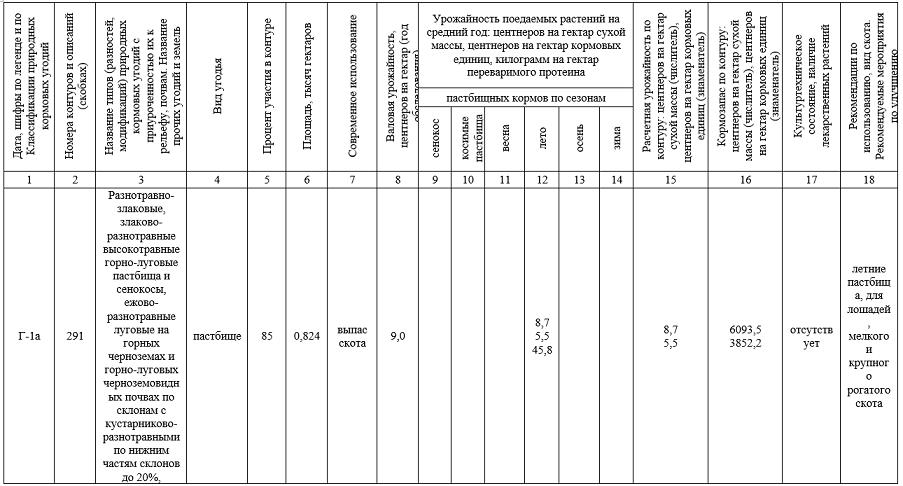 Дата, шифры по легенде и по
Классификации природных
кормовых угодий
Номера контуров и описаний
(скобках)
Название типов (разностей,
модификаций) природных
кормовых угодий с
приуроченностью их к
рельефу, почвам. Название
прочих угодий и земель
Вид угодья
Процент участия в контуре
Площадь, тысяч гектаров
Современное использование
Валовая урожайность,
центнеров на гектар (год
обследования)
Урожайность поедаемых растений на
средний год: центнеров на гектар сухой
массы, центнеров на гектар кормовых
единиц, килограмм на гектар
переваримого протеина
пастбищных кормов по сезонам
сенокос
косимые
пастбища
весна
лето
осень
зима
Расчетная урожайность по
контуру: центнеров на гектар
сухой массы (числитель),
центнеров на гектар кормовых
единиц (знаменатель)
Кормозапас по контуру:
центнеров на гектар сухой
массы (числитель), центнеров
на гектар кормовых единиц
(знаменатель)
Культуртехническое
состояние, наличие
лекарственных растений
Рекомендации по
использованию, вид скота.
Рекомендуемые мероприятия
по улучшению
1 2 3 4 5 6 7 8 9 10 11 12 13 14 15 16 17 18
Г-1а
291
Разнотравно-
злаковые,
злаково-
разнотравные
высокотравные
горно-луговые
пастбища и
сенокосы,
ежово-
разнотравные
луговые на
горных
черноземах и
горно-луговых
черноземовид
ных почвах по
склонам с
кустарниково-
разнотравными
по нижним
частям склонов
до 20%,
пастбище
85
0,824
выпас
скота
9,0
8,7
5,5
45,8
8,7
5,5
6093,5
3852,2
отсутств
ует
летние
пастбищ
а, для
лошадей
,
мелкого
и
крупног
о
рогатого
скота